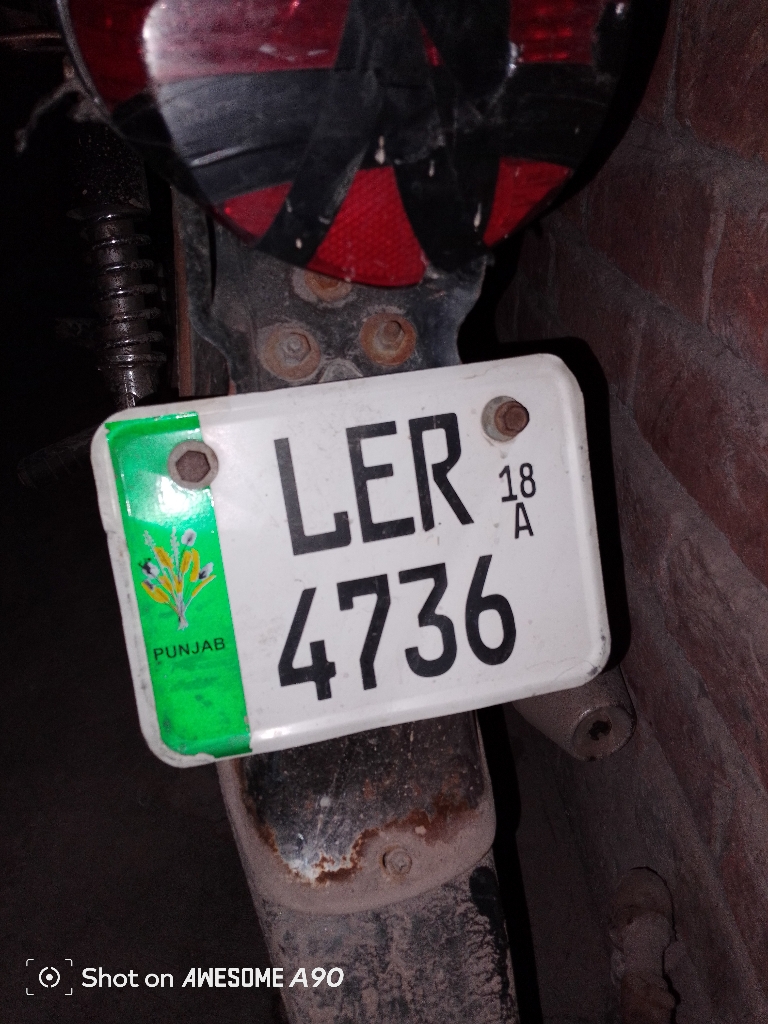 LER
18
A
4736
PUNJAB
Shot on AWESOME A90